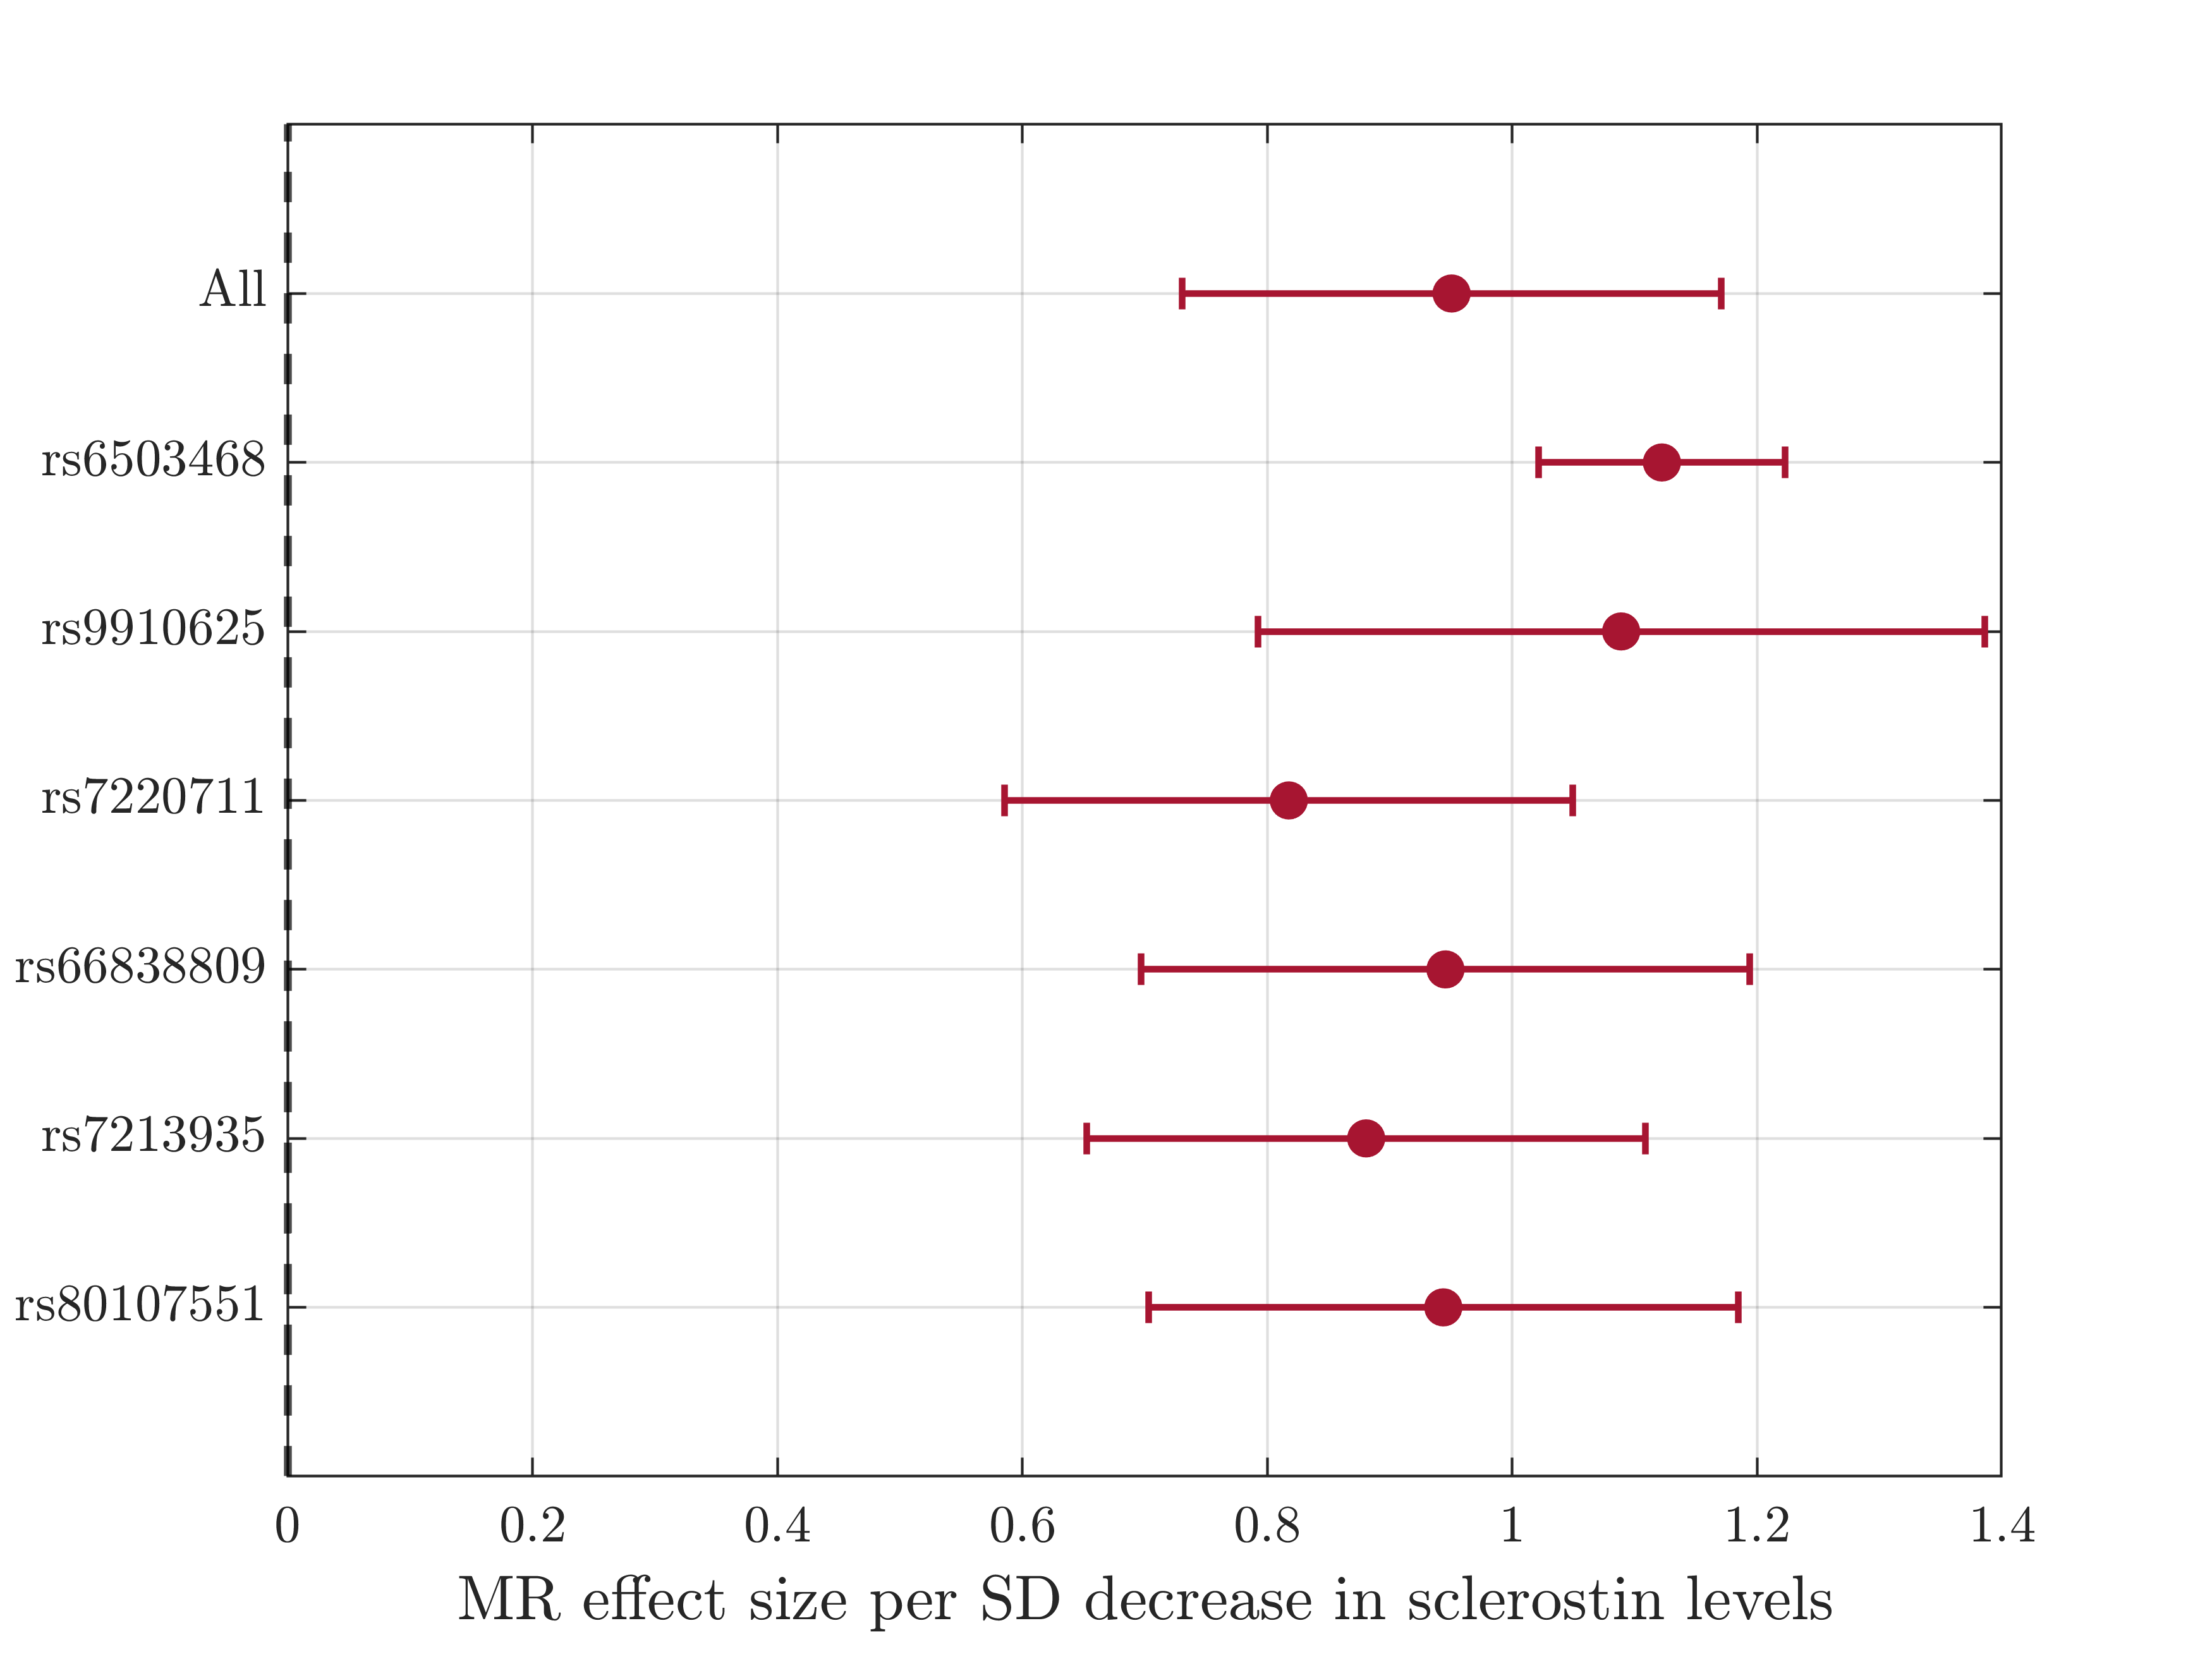 All
rs6503468
rs9910625
rs7220711
rs66838809
rs7213935
rs80107551
0 0.2 0.4 0.6 0.8 1 1.2 1.4
MR effect size per SD decrease in sclerostin levels